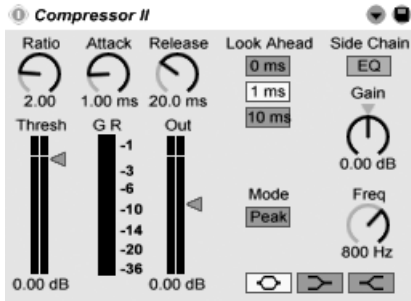 Compressor II
Ratio Attack Release Look Ahead Side Chain
0 ms EQ
2.00 1.00 ms 20.0 ms 1 ms Gain
Thresh G R Out 10 ms
-1
-3
-6
-10
-14
-20
-36
0.00 dB
Mode Freq
Peak
800 Hz
0.00 dB 0.00 dB